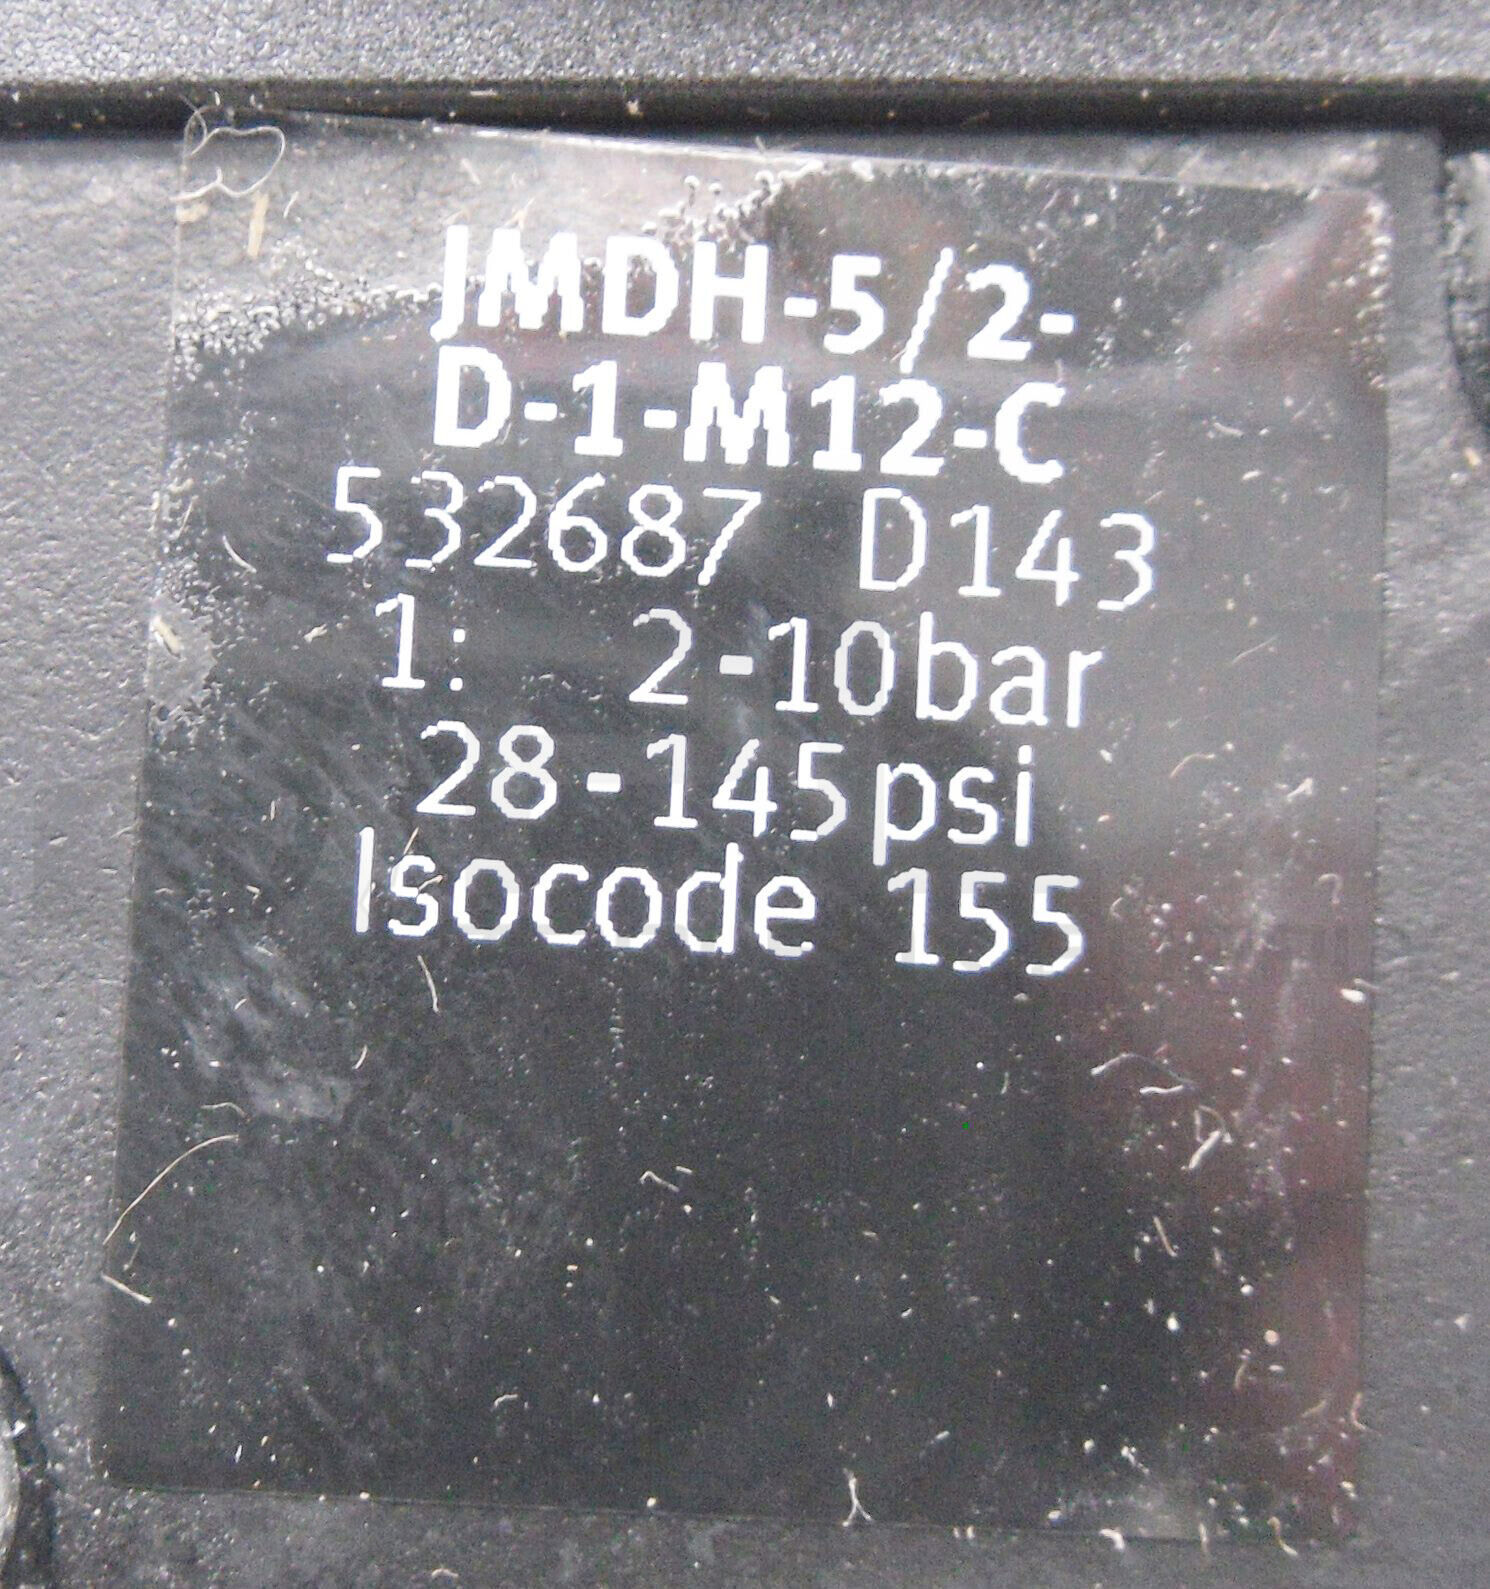 JMDH-5/2-
D-1-M12-C
532687 D143
1: 2-10bar
28-145psi
Isocode 155